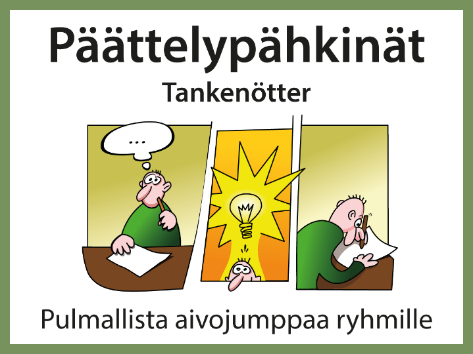 Päättelypähkinät
Tankenötter
...
Pulmallista aivojumppaa ryhmille